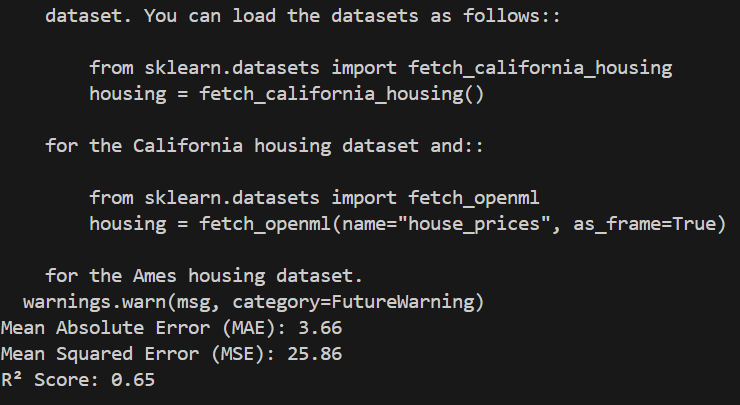 dataset. You can load the datasets as follows::
from sklearn.datasets import fetch_california_housing
housing = fetch_california_housing()
for the California housing dataset and::
from sklearn.datasets import fetch_openml
housing = fetch_openml(name="house_prices", as_frame=True)
for the Ames housing dataset.
warnings.warn(msg, category=FutureWarning)
Mean Absolute Error (MAE): 3.66
Mean Squared Error (MSE): 25.86
R² Score: 0.65